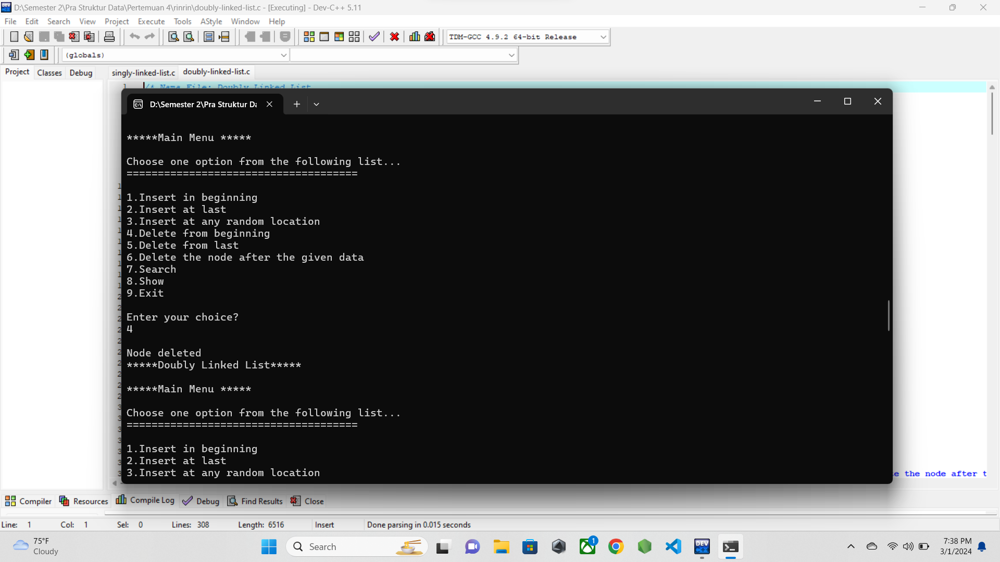 D:\Semester 2\Pra Struktur Data\Pertemuan 4\rinrin\doubly-linked-list.c - [Executing] - Dev-C++ 5.11
File Edit Search View Project Execute Tools AStyle Window Help
TDM-GCC 4.9.2 64-bit Release
(globals)
Project Classes Debug singly-linked-list.c doubly-linked-list.c
1 /* Nama File: Doubly Linked List
D:\Semester 2\Pra Struktur Da
*****Main Menu *****
Choose one option from the following list...
=====================================
1.Insert in beginning
2.Insert at last
3.Insert at any random location
4.Delete from beginning
5.Delete from last
6.Delete the node after the given data
7.Search
8.Show
9.Exit
Enter your choice?
4
Node deleted
*****Doubly Linked List*****
*****Main Menu *****
Choose one option from the following list...
=====================================
1.Insert in beginning
2.Insert at last
3.Insert at any random location
e the node after t
Compiler Resources Compile Log Debug Find Results Close
Line: 1 Col: 1 Sel: 0 Lines: 308 Length: 6516 Insert Done parsing in 0.015 seconds
75°F
Cloudy
Search
1
DEV
C++
7:38 PM
3/1/2024